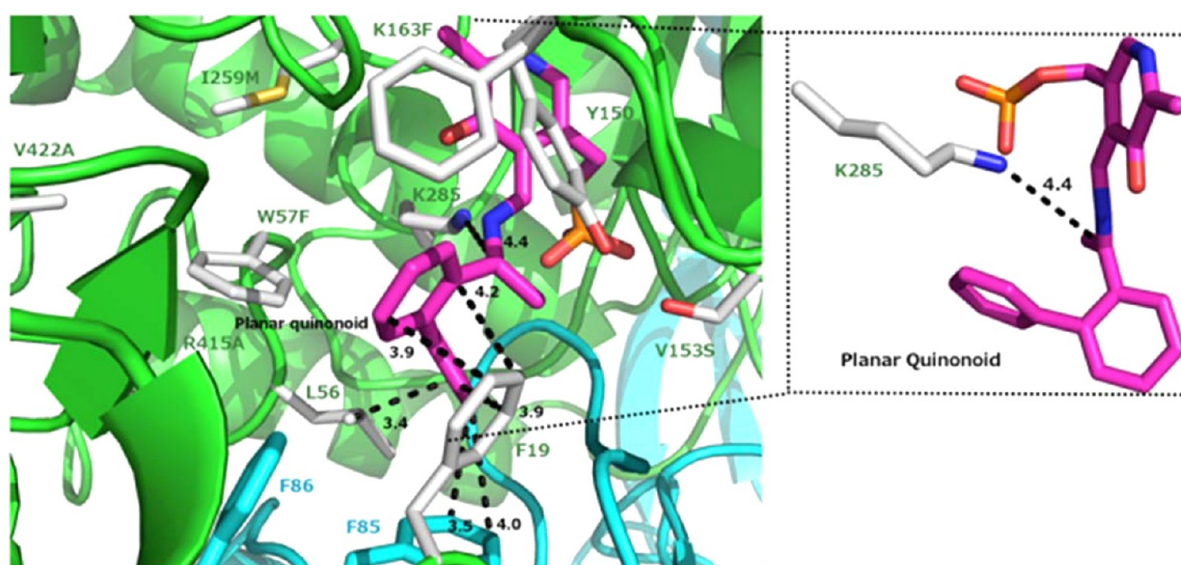 K163F
I259M
Y150
V422A
K285
W57F
4.4
4.2
Planar quinonoid
3.9
R415A
V153S
L56
3.4
3.9
F19
F86
F85
3.5
4.0
K285
4.4
Planar Quinonoid